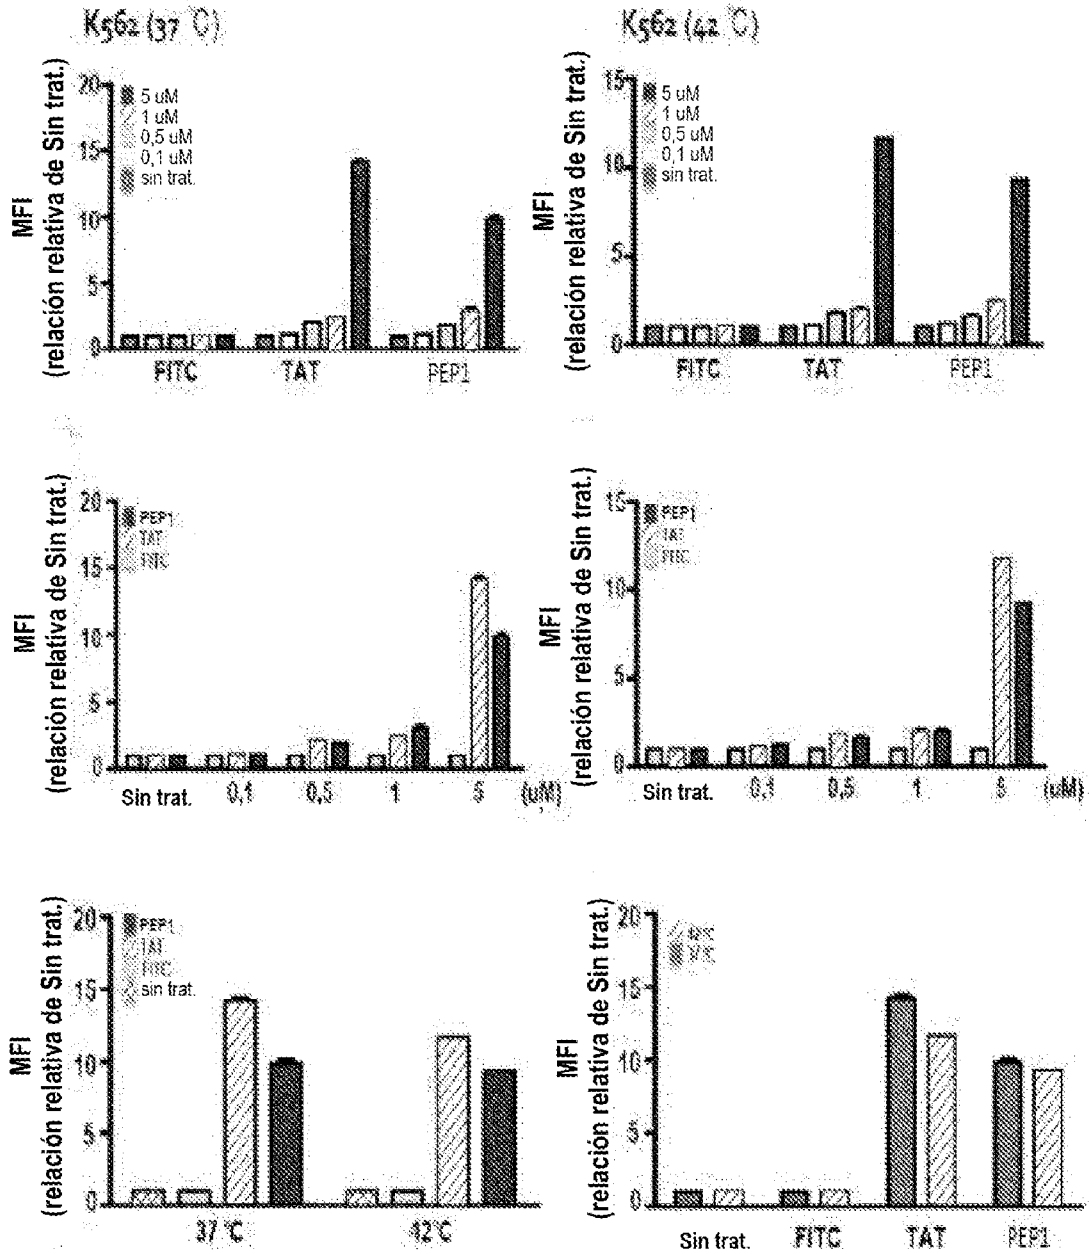 K562 (37 °C)
MFI
(relación relativa de Sin trat.)
20
15
10
5
0
5 uM
1 uM
0,5 uM
0,1 uM
sin trat.
FITC TAT PEP1
K562 (42 °C)
MFI
(relación relativa de Sin trat.)
15
10
5
0
5 uM
1 uM
0,5 uM
0,1 uM
sin trat.
FITC TAT PEP1
MFI
(relación relativa de Sin trat.)
20
15
10
5
0
PEP1
TAT
FITC
Sin trat. 0,1 0,5 1 5 (uM)
MFI
(relación relativa de Sin trat.)
15
10
5
0
PEP1
TAT
FITC
Sin trat. 0,1 0,5 1 5 (uM)
MFI
(relación relativa de Sin trat.)
20
15
10
5
0
PEP1
TAT
FITC
sin trat.
37 °C 42°C
MFI
(relación relativa de Sin trat.)
20
15
10
5
0
42°C
37°C
Sin trat. FITC TAT PEP1